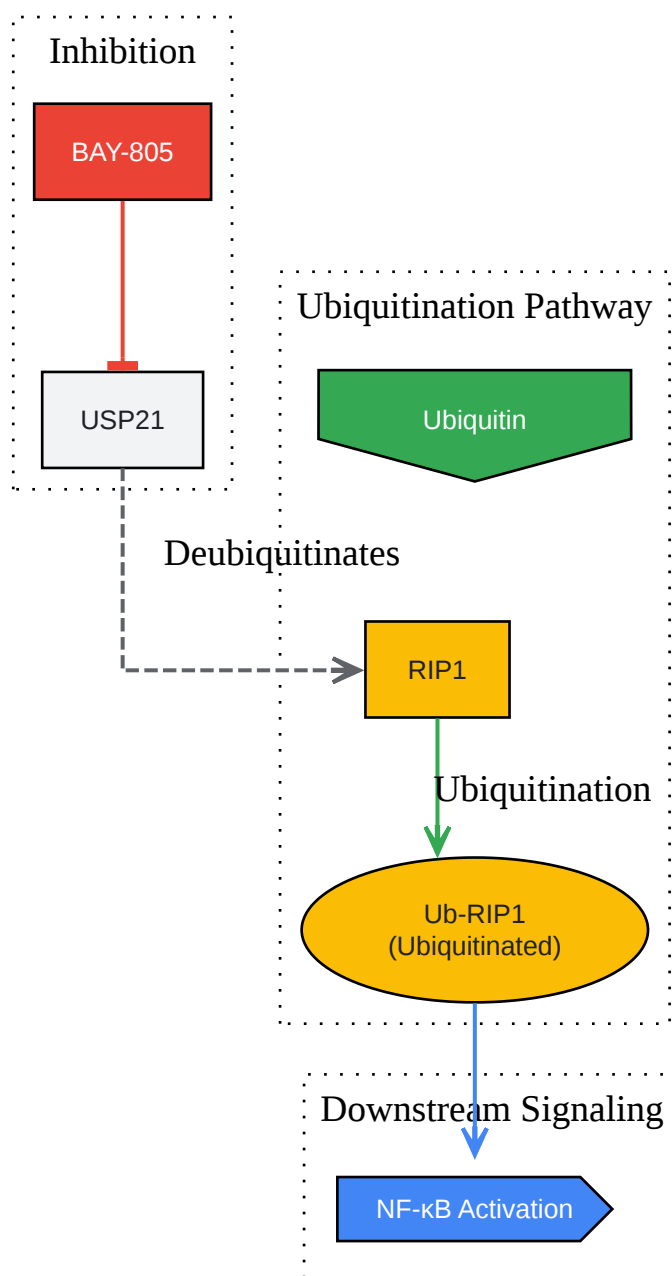 Inhibition
BAY-805
USP21
Ubiquitination Pathway
Ubiquitin
Deubiquitinates
RIP1
Ubiquitination
Ub-RIP1
(Ubiquitinated)
Downstream Signaling
NF-κB Activation